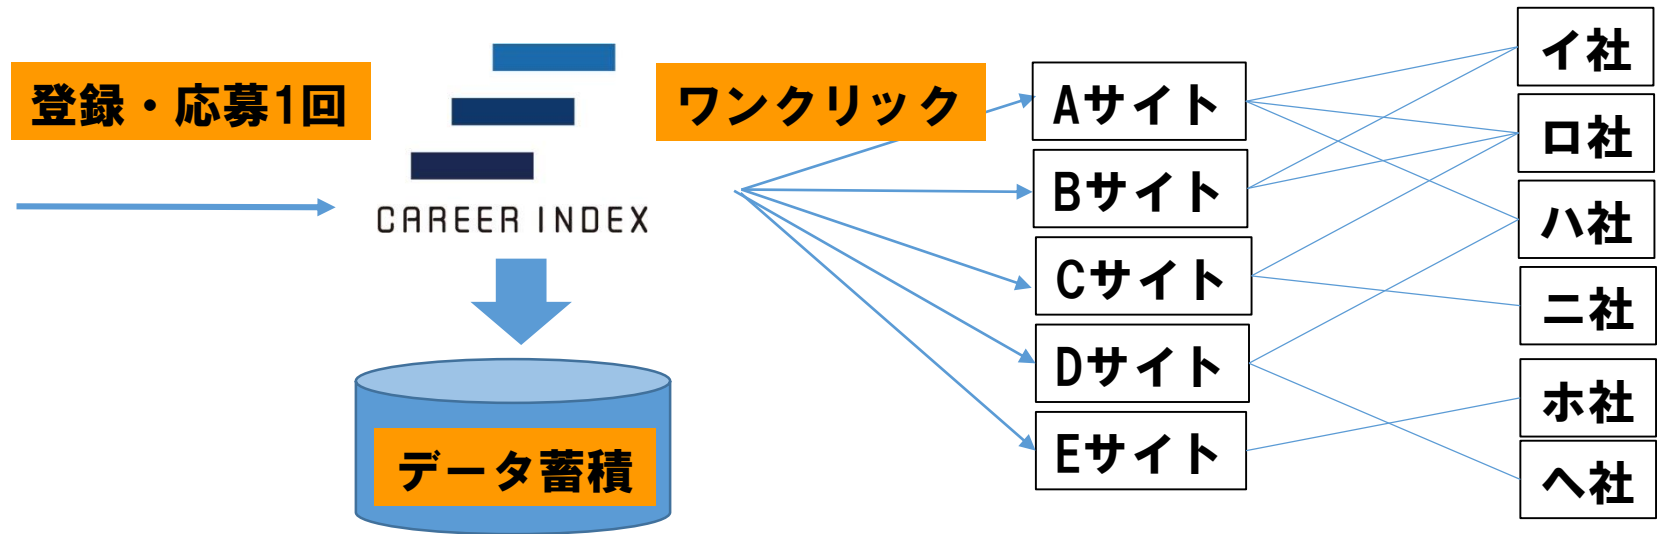 登録・応募1回
CAREER INDEX
データ蓄積
ワンクリック
Aサイト
Bサイト
Cサイト
Dサイト
Eサイト
イ社
ロ社
ハ社
ニ社
ホ社
ヘ社